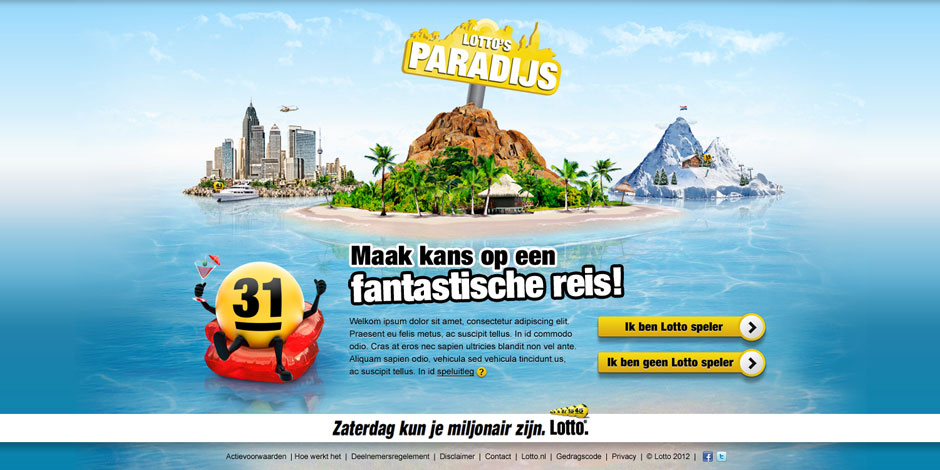 LOTTO'S
PARADIJS
Maak kans op een
fantastische reis!
31
Welkom ipsum dolor sit amet, consectetur adipiscing elit.
Praesent eu felis metus, ac suscipit tellus. In id commodo
odio. Cras at eros nec sapien ultricies blandit non vel ante.
Aliquam sapien odio, vehicula sed vehicula tincidunt us,
ac suscipit tellus. In id speluitleg ?
Ik ben Lotto speler
Ik ben geen Lotto speler
Zaterdag kun je miljonair zijn. Lotto.
Actievoorwaarden | Hoe werkt het | Deelnemersregelement | Disclaimer | Contact | Lotto.nl | Gedragscode | Privacy | © Lotto 2012 |